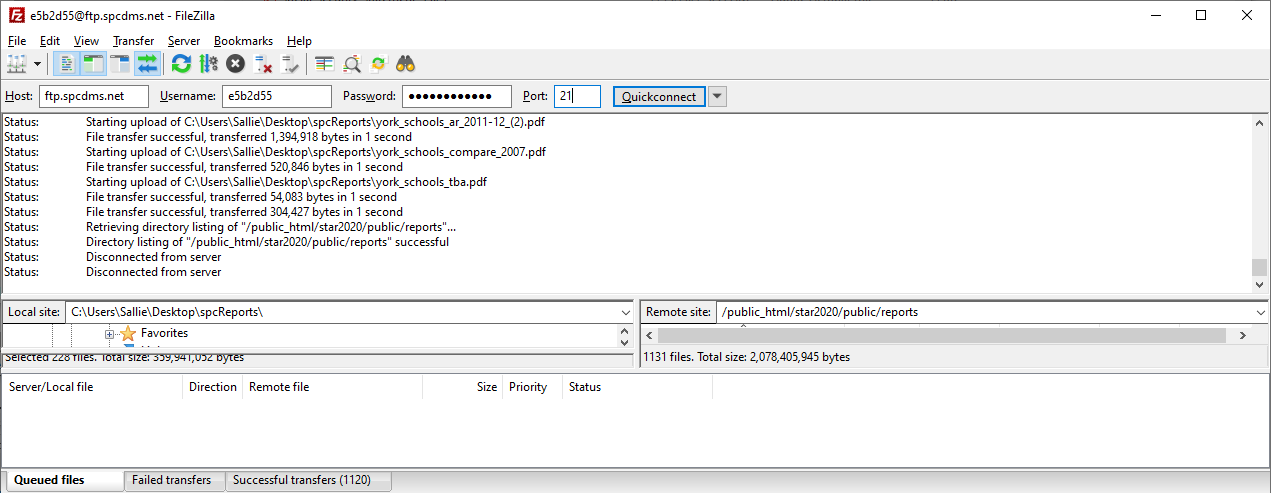 e5b2d55@ftp.spcdms.net - FileZilla
File Edit View Transfer Server Bookmarks Help
Host: ftp.spcdms.net Username: e5b2d55 Password: ●●●●●●●●●●●● Port: 21 Quickconnect
Status: Starting upload of C:\Users\Sallie\Desktop\spcReports\york_schools_ar_2011-12_(2).pdf
Status: File transfer successful, transferred 1,394,918 bytes in 1 second
Status: Starting upload of C:\Users\Sallie\Desktop\spcReports\york_schools_compare_2007.pdf
Status: File transfer successful, transferred 520,846 bytes in 1 second
Status: Starting upload of C:\Users\Sallie\Desktop\spcReports\york_schools_tba.pdf
Status: File transfer successful, transferred 54,083 bytes in 1 second
Status: File transfer successful, transferred 304,427 bytes in 1 second
Status: Retrieving directory listing of "/public_html/star2020/public/reports"...
Status: Directory listing of "/public_html/star2020/public/reports" successful
Status: Disconnected from server
Status: Disconnected from server
Local site: C:\Users\Sallie\Desktop\spcReports\ Remote site: /public_html/star2020/public/reports
Favorites
Selected 228 files. Total size: 359,941,052 bytes 1131 files. Total size: 2,078,405,945 bytes
Server/Local file Direction Remote file Size Priority Status
Queued files Failed transfers Successful transfers (1120)